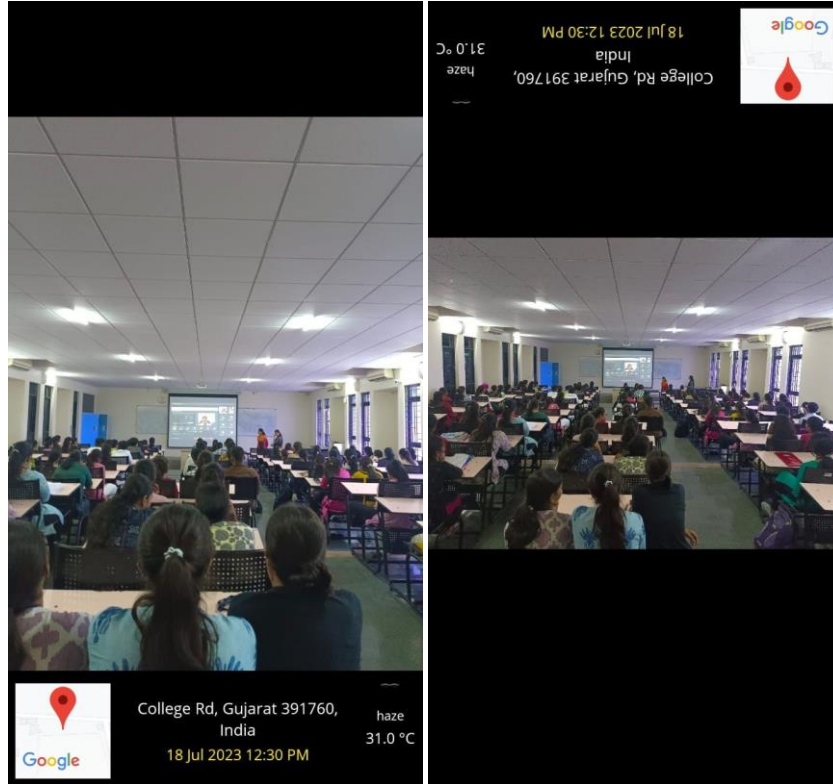 College Rd, Gujarat 391760,
India
18 Jul 2023 12:30 PM
haze
31.0 °C
Google
College Rd, Gujarat 391760,
India
18 Jul 2023 12:30 PM
haze
31.0 °C
Google